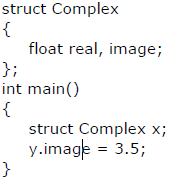 struct Complex
{
    float real, image;
};
int main()
{
    struct Complex x;
    y.image = 3.5;
}